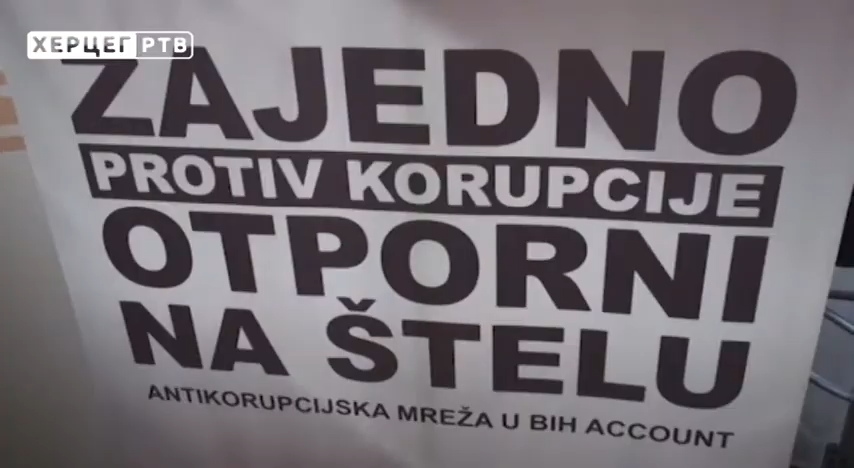 ХЕРЦЕГ РТВ
ZAJEDNO
PROTIV KORUPCIJE
OTPORNI
NA ŠTELU
ANTIKORUPCIJSKA MREŽA U BIH ACCOUNT